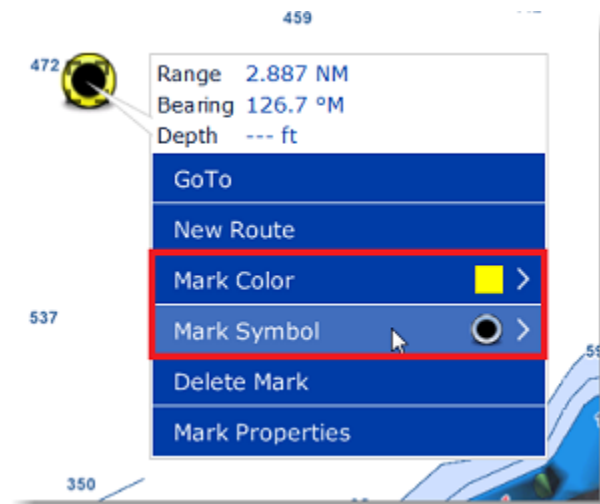 459
472
Range 2.887 NM
Bearing 126.7 °M
Depth --- ft
GoTo
New Route
Mark Color
Mark Symbol
537
Delete Mark
Mark Properties
350